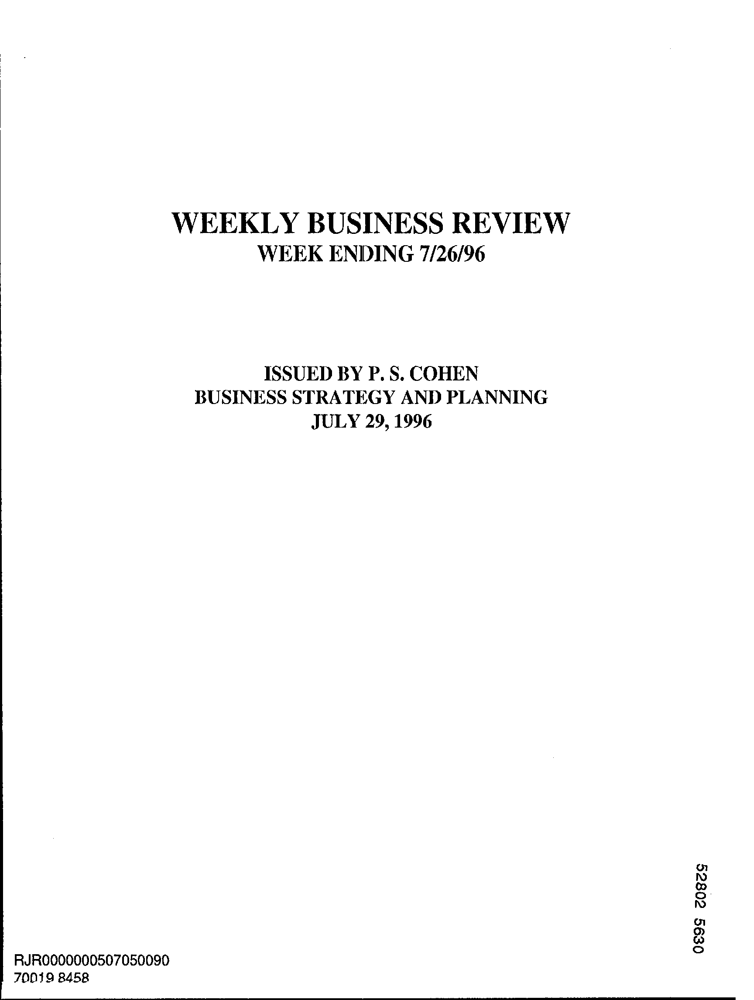 WEEKLY BUSINESS REVIEW
WEEK ENDING 7/26/96
ISSUED BY P. S. COHEN
BUSINESS STRATEGY AND PLANNING
JULY 29, 1996
52802 5630
RJR0000000507050090
70019 8458